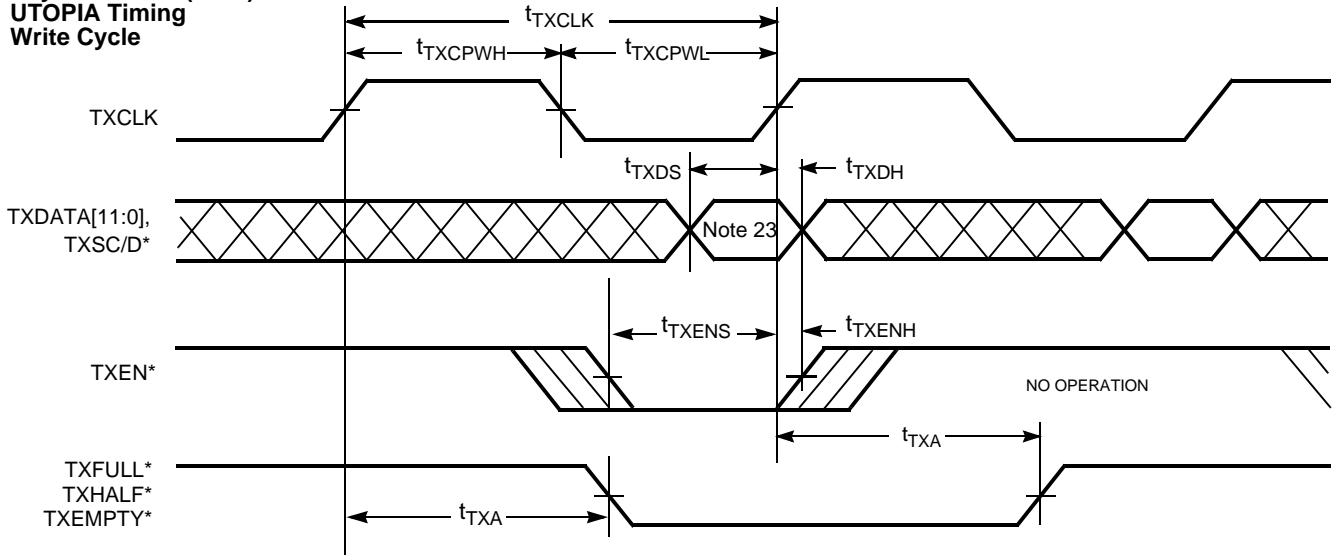 UTOPIA Timing
Write Cycle
tTXCLK
tTXCPWH
tTXCPWL
TXCLK
tTXDS
tTXDH
TXDATA[11:0],
TXSC/D*
Note 23
tTXENS
tTXENH
TXEN*
NO OPERATION
tTXA
TXFULL*
TXHALF*
TXEMPTY*
tTXA